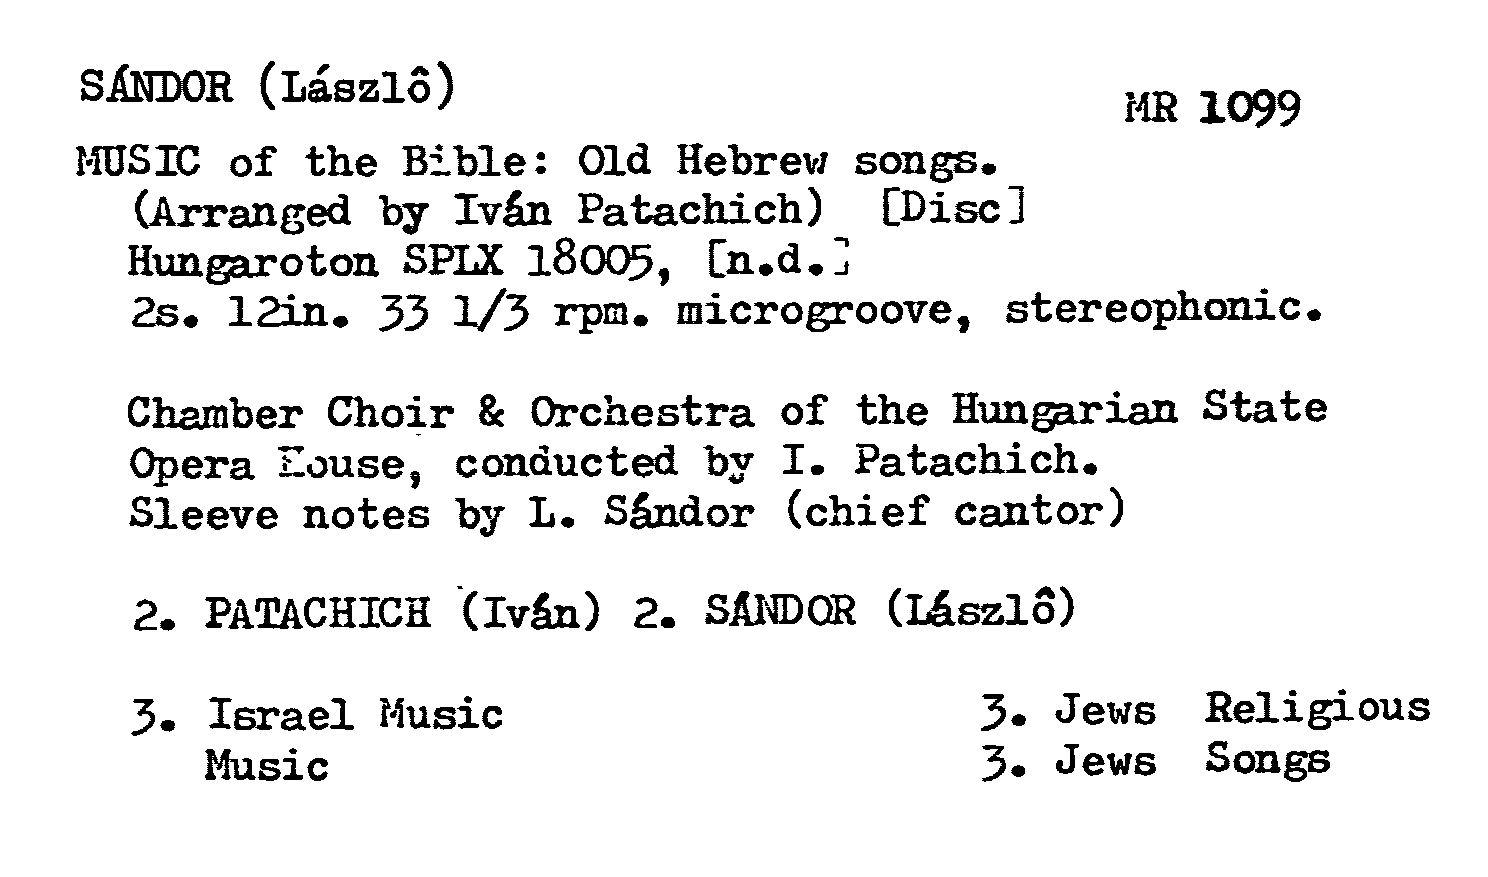 SÁNDOR (Lászlô)
MR 1099
MUSIC of the Bible: Old Hebrew songs.
(Arranged by Iván Patachich) [Disc]
Hungaroton SPLX 18005, [n.d.]
2s. 12in. 33 1/3 rpm. microgroove, stereophonic.
Chamber Choir & Orchestra of the Hungarian State
Opera House, conducted by I. Patachich.
Sleeve notes by L. Sándor (chief cantor)
2. PATACHICH (Iván) 2. SÁNDOR (Lászlô)
3. Israel Music 3. Jews Religious
Music 3. Jews Songs